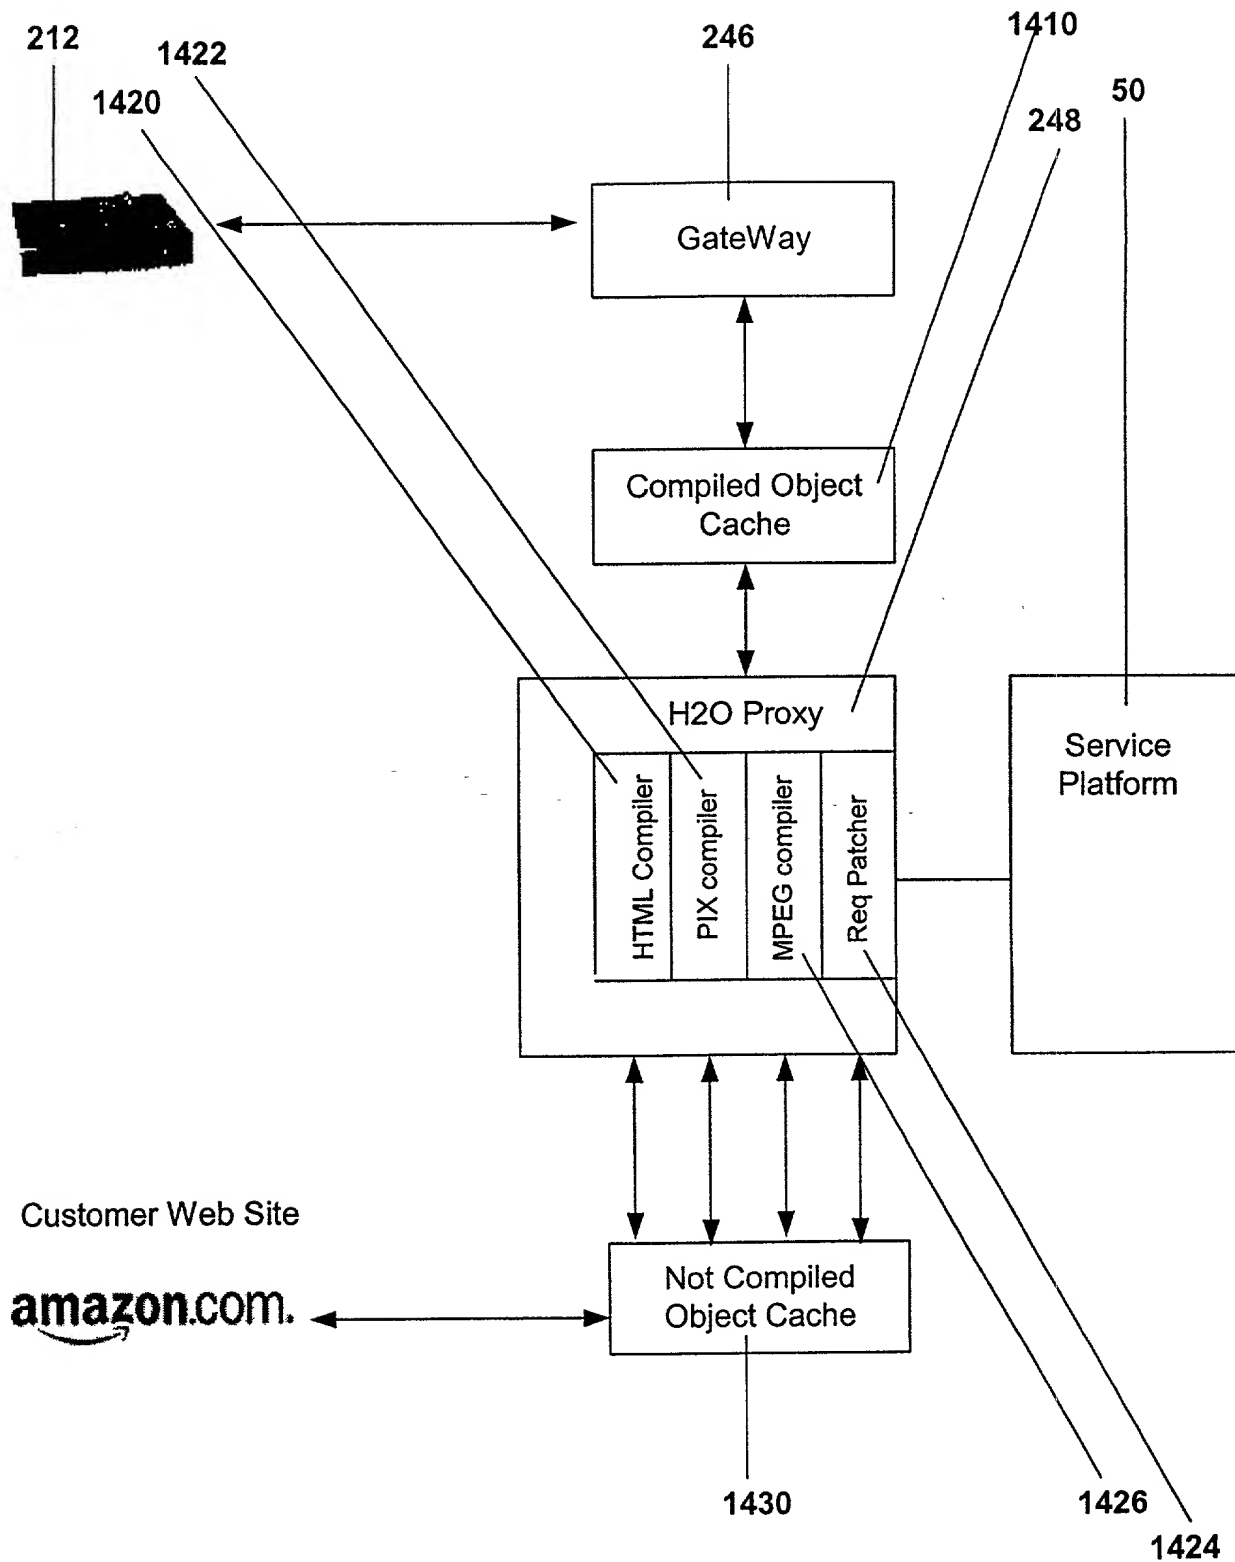 212
1422
246
1410
1420
248
50
GateWay
Compiled Object
Cache
H2O Proxy
HTML Compiler
PIX compiler
MPEG compiler
Req Patcher
Service
Platform
Customer Web Site
amazon.com.
Not Compiled
Object Cache
1430
1426
1424